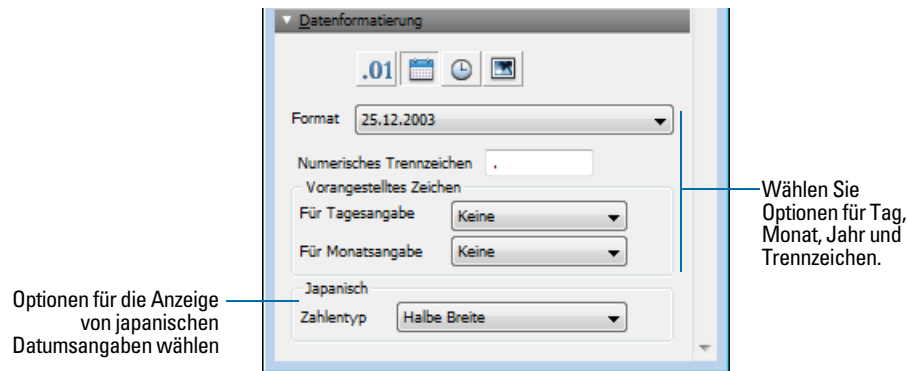 Datenformatierung
.01
Format 25.12.2003
Numerisches Trennzeichen .
Vorangestelltes Zeichen
Für Tagesangabe Keine
Für Monatsangabe Keine
Japanisch
Zahlentyp Halbe Breite
Wählen Sie
Optionen für Tag,
Monat, Jahr und
Trennzeichen.
Optionen für die Anzeige
von japanischen
Datumsangaben wählen